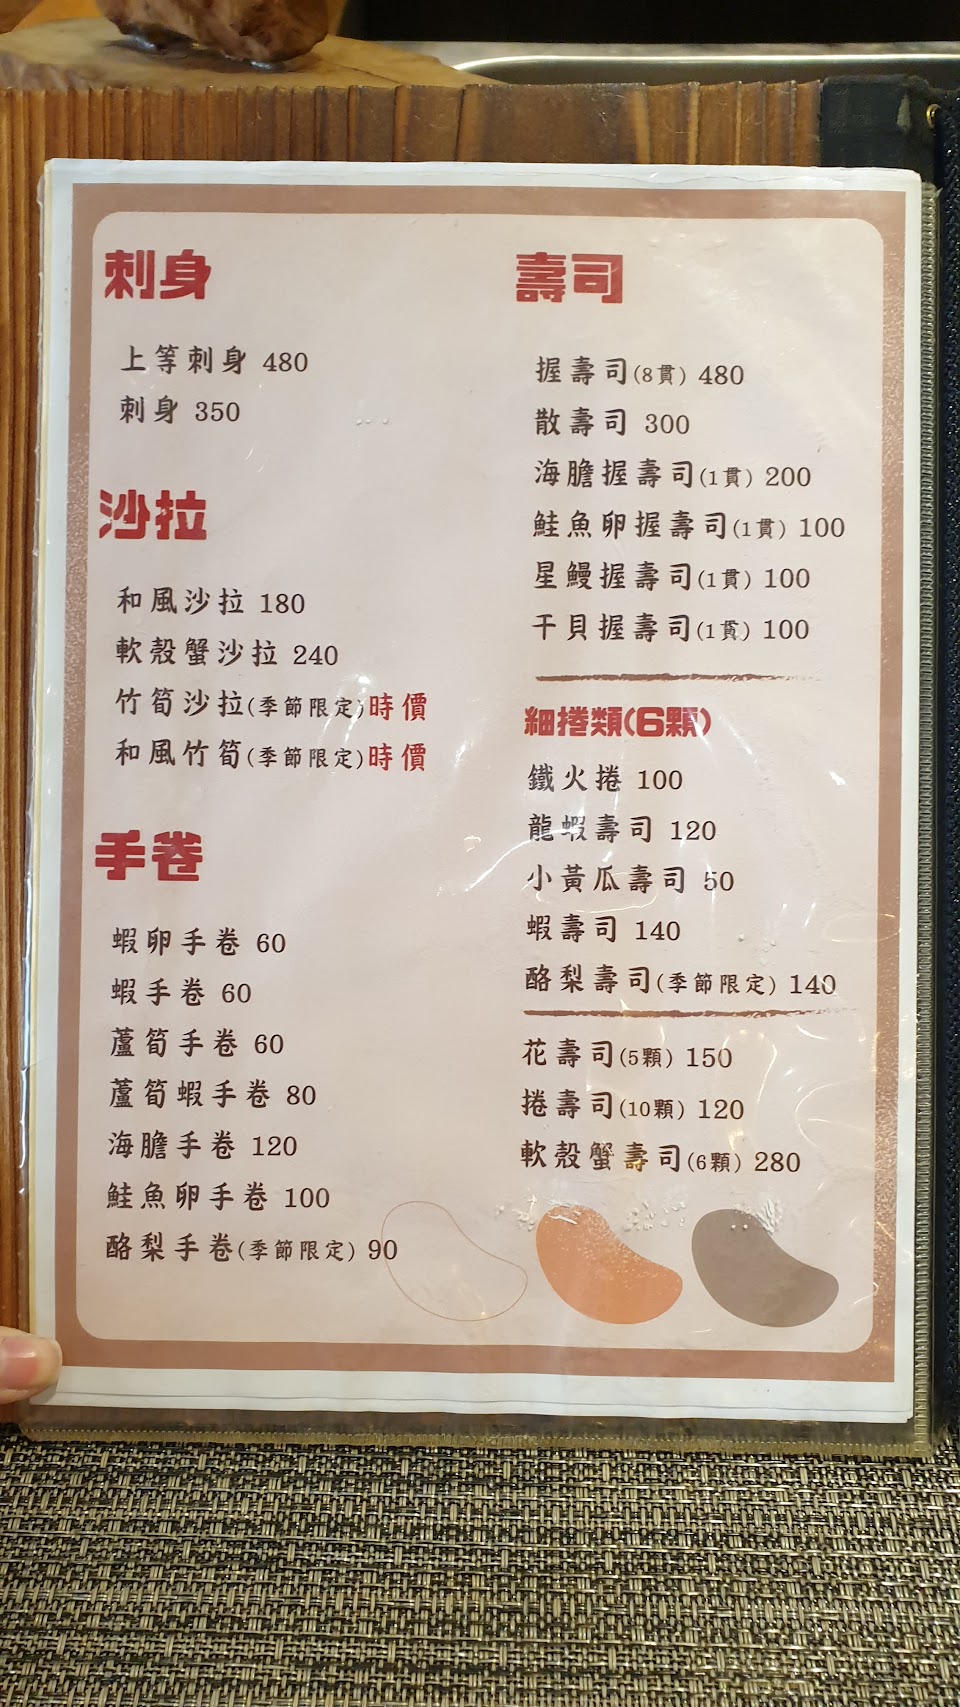 刺身
上等刺身 480
刺身 350
沙拉
和風沙拉 180
軟殼蟹沙拉 240
竹筍沙拉(季節限定)時價
和風竹筍(季節限定)時價
手卷
蝦卵手卷 60
蝦手卷 60
蘆筍手卷 60
蘆筍蝦手卷 80
海膽手卷 120
鮭魚卵手卷 100
酪梨手卷(季節限定) 90
壽司
握壽司(8貫) 480
散壽司 300
海膽握壽司(1貫) 200
鮭魚卵握壽司(1貫) 100
星鰻握壽司(1貫) 100
干貝握壽司(1貫) 100
細捲類(6顆)
鐵火捲 100
龍蝦壽司 120
小黃瓜壽司 50
蝦壽司 140
酪梨壽司(季節限定) 140
花壽司(5顆) 150
捲壽司(10顆) 120
軟殼蟹壽司(6顆) 280